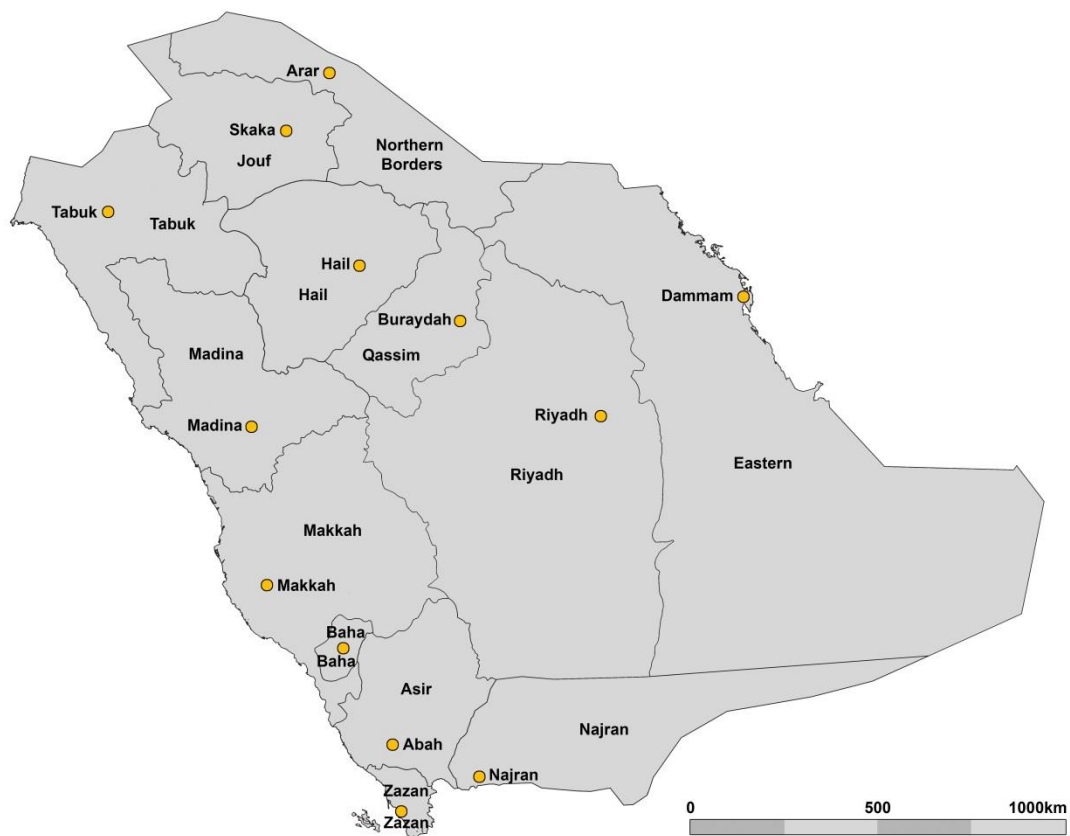 Arar
Skaka
Jouf
Northern
Borders
Tabuk
Tabuk
Hail
Hail
Dammam
Buraydah
Qassim
Madina
Madina
Riyadh
Riyadh
Eastern
Makkah
Makkah
Baha
Baha
Asir
Najran
Abah
Najran
Zazan
Zazan
0 500 1000km